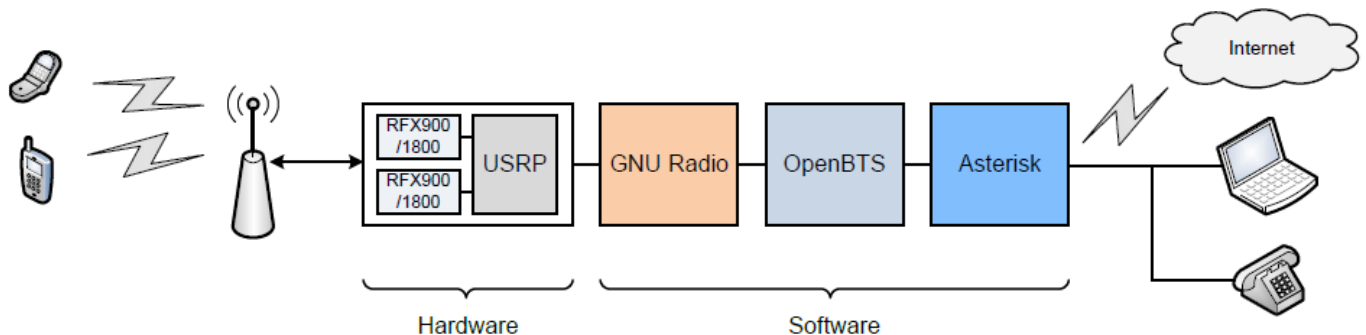 Internet
RFX900
/1800
RFX900
/1800
USRP
GNU Radio
OpenBTS
Asterisk
Hardware
Software